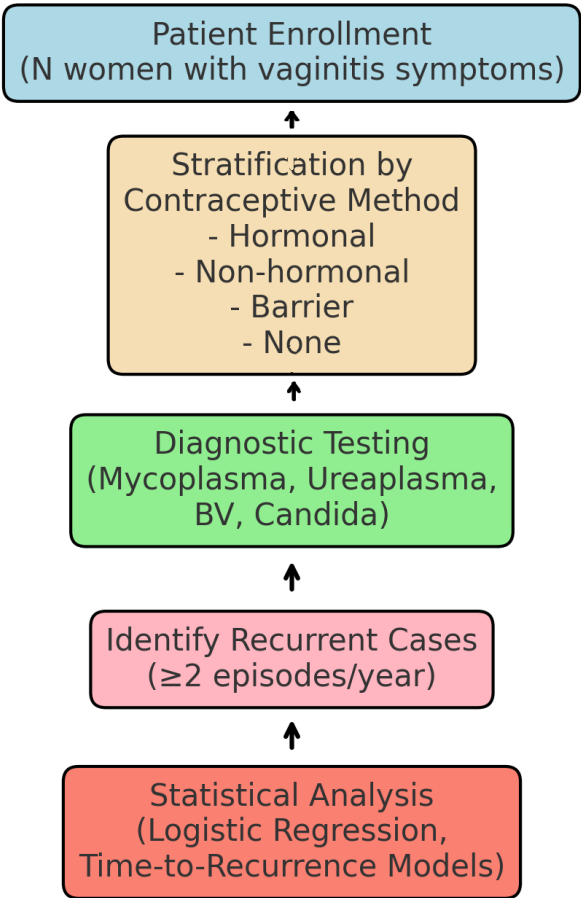 Patient Enrollment
(N women with vaginitis symptoms)
Stratification by
Contraceptive Method
- Hormonal
- Non-hormonal
- Barrier
- None
Diagnostic Testing
(Mycoplasma, Ureaplasma,
BV, Candida)
Identify Recurrent Cases
(≥2 episodes/year)
Statistical Analysis
(Logistic Regression,
Time-to-Recurrence Models)